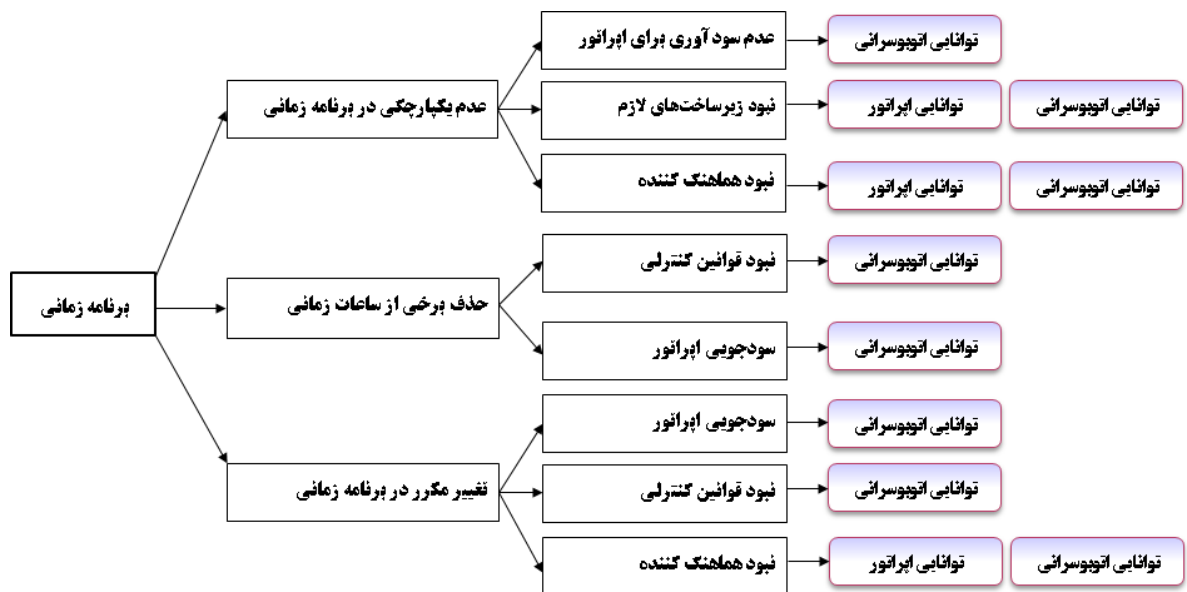 برنامه زمانی
عدم یکپارچگی در برنامه زمانی
عدم سود آوری برای اپراتور
توانایی اتوبوسرانی
نبود زیرساخت‌های لازم
توانایی اپراتور
توانایی اتوبوسرانی
نبود هماهنگ کننده
توانایی اپراتور
توانایی اتوبوسرانی
حذف برخی از ساعات زمانی
نبود قوانین کنترلی
توانایی اتوبوسرانی
سودجویی اپراتور
توانایی اتوبوسرانی
تغییر مکرر در برنامه زمانی
سودجویی اپراتور
توانایی اتوبوسرانی
نبود قوانین کنترلی
توانایی اتوبوسرانی
نبود هماهنگ کننده
توانایی اپراتور
توانایی اتوبوسرانی